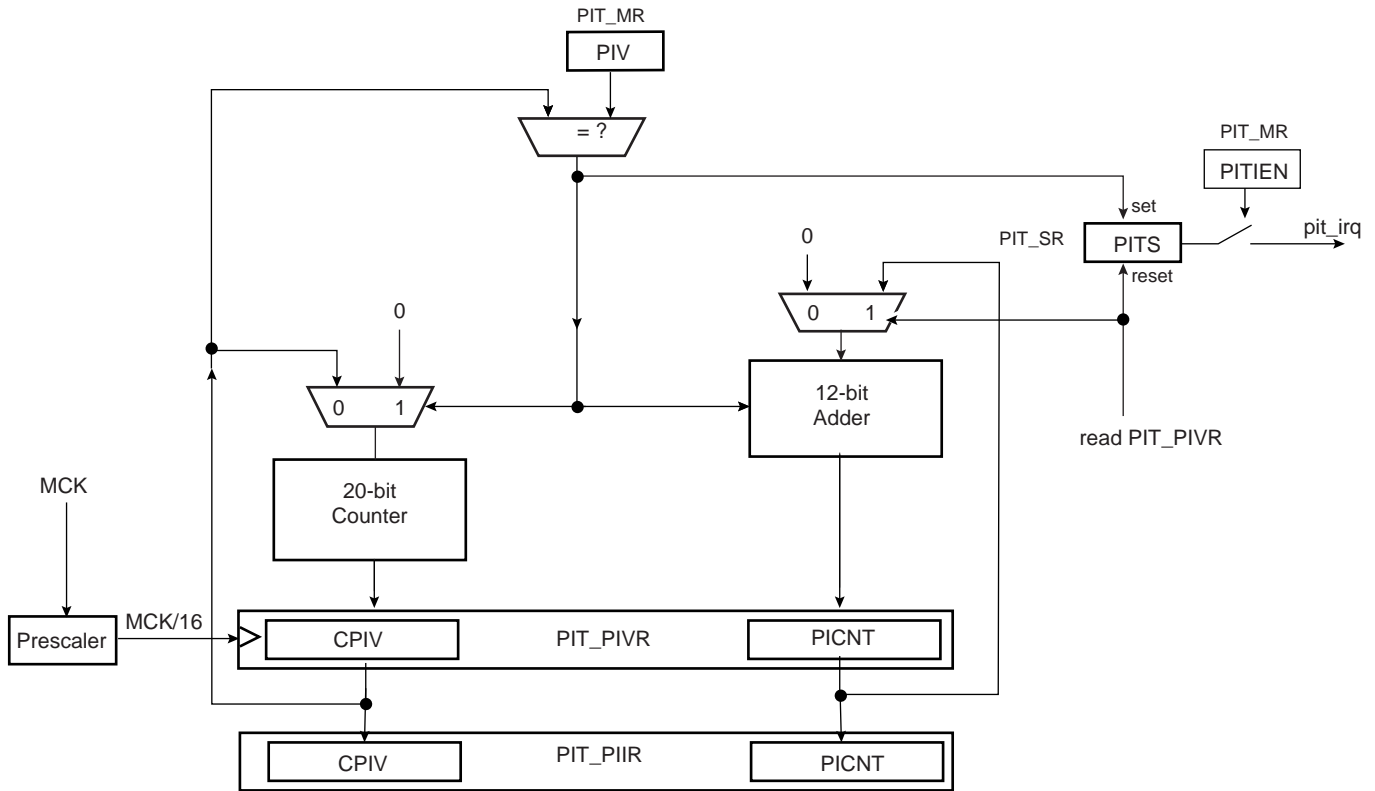 PIT_MR
PIV
= ?
PIT_MR
PITIEN
set
PIT_SR
PITS
pit_irq
reset
0
0 1
0
0 1
12-bit
Adder
read PIT_PIVR
MCK
20-bit
Counter
Prescaler
MCK/16
CPIV
PIT_PIVR
PICNT
CPIV
PIT_PIIR
PICNT